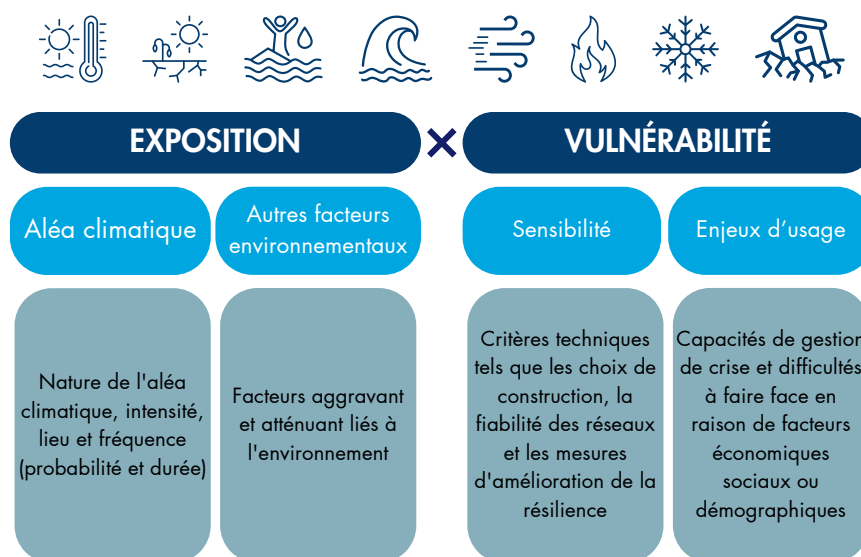 EXPOSITION × VULNÉRABILITÉ
Aléa climatique
Autres facteurs
environnementaux
Sensibilité
Enjeux d'usage
Nature de l'aléa
climatique, intensité,
lieu et fréquence
(probabilité et durée)
Facteurs aggravant
et atténuant liés à
l'environnement
Critères techniques
tels que les choix de
construction, la
fiabilité des réseaux
et les mesures
d'amélioration de la
résilience
Capacités de gestion
de crise et difficultés
à faire face en
raison de facteurs
économiques
sociaux ou
démographiques